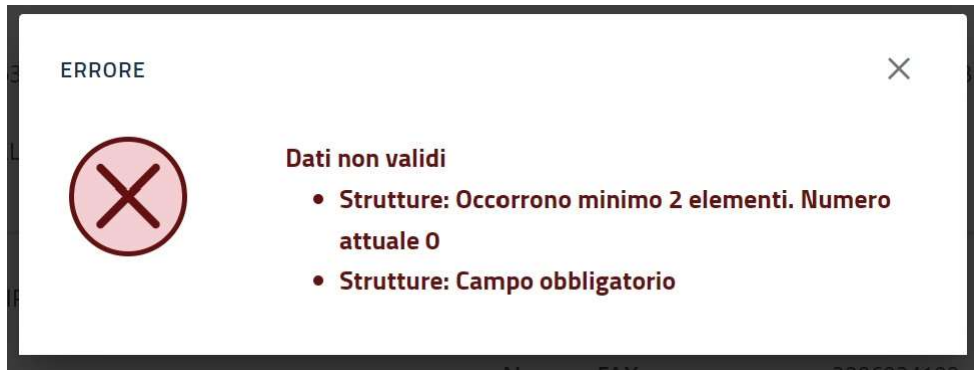 ERRORE
Dati non validi
Strutture: Occorrono minimo 2 elementi. Numero
attuale 0
Strutture: Campo obbligatorio